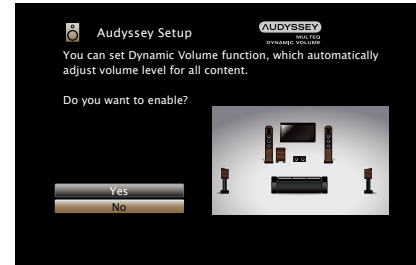 Audyssey Setup
AUDYSSEY
MULTEQ
DYNAMIC VOLUME
You can set Dynamic Volume function, which automatically
adjust volume level for all content.
Do you want to enable?
Yes
No